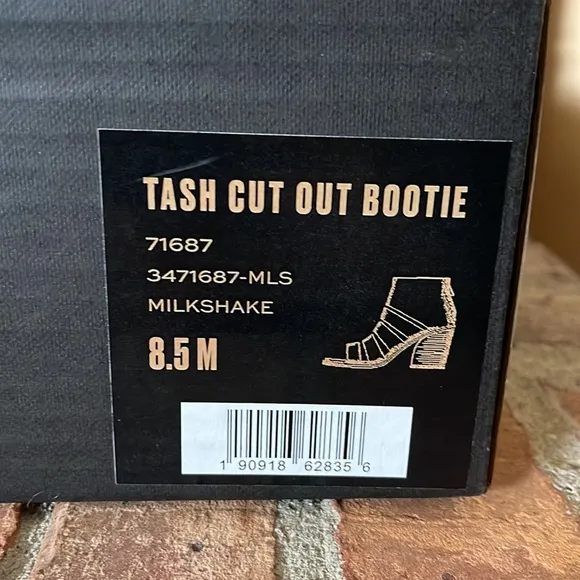 TASH CUT OUT BOOTIE
71687
3471687-MLS
MILKSHAKE
8.5 M
1 90918 62835 6